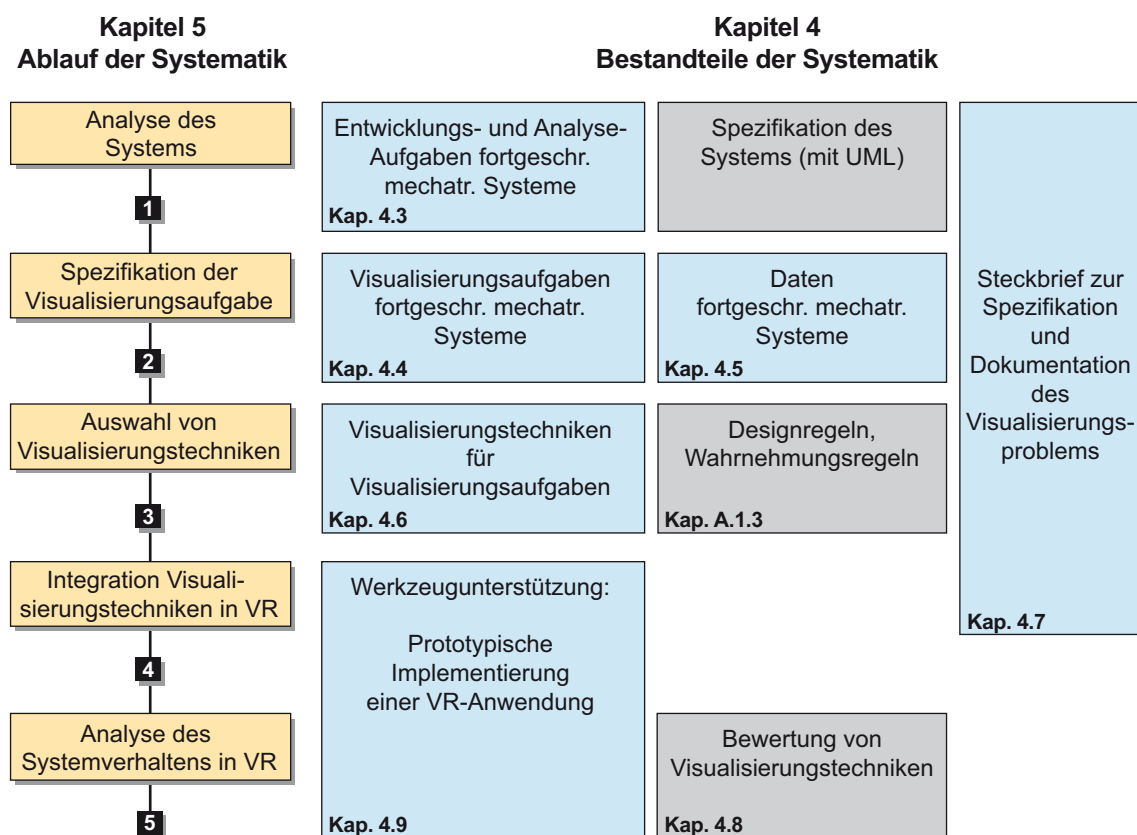 Kapitel 5
Ablauf der Systematik
Kapitel 4
Bestandteile der Systematik
Analyse des
Systems
1
Spezifikation der
Visualisierungsaufgabe
2
Auswahl von
Visualisierungstechniken
3
Integration Visuali-
sierungstechniken in VR
4
Analyse des
Systemverhaltens in VR
5
Entwicklungs- und Analyse-
Aufgaben fortgeschr.
mechatr. Systeme
Kap. 4.3
Spezifikation des
Systems (mit UML)
Visualisierungsaufgaben
fortgeschr. mechatr.
Systeme
Kap. 4.4
Daten
fortgeschr. mechatr.
Systeme
Kap. 4.5
Visualisierungstechniken
für
Visualisierungsaufgaben
Kap. 4.6
Designregeln,
Wahrnehmungsregeln
Kap. A.1.3
Werkzeugunterstützung:
Prototypische
Implementierung
einer VR-Anwendung
Kap. 4.9
Bewertung von
Visualisierungstechniken
Kap. 4.8
Steckbrief zur
Spezifikation
und
Dokumentation
des
Visualisierungs-
problems
Kap. 4.7